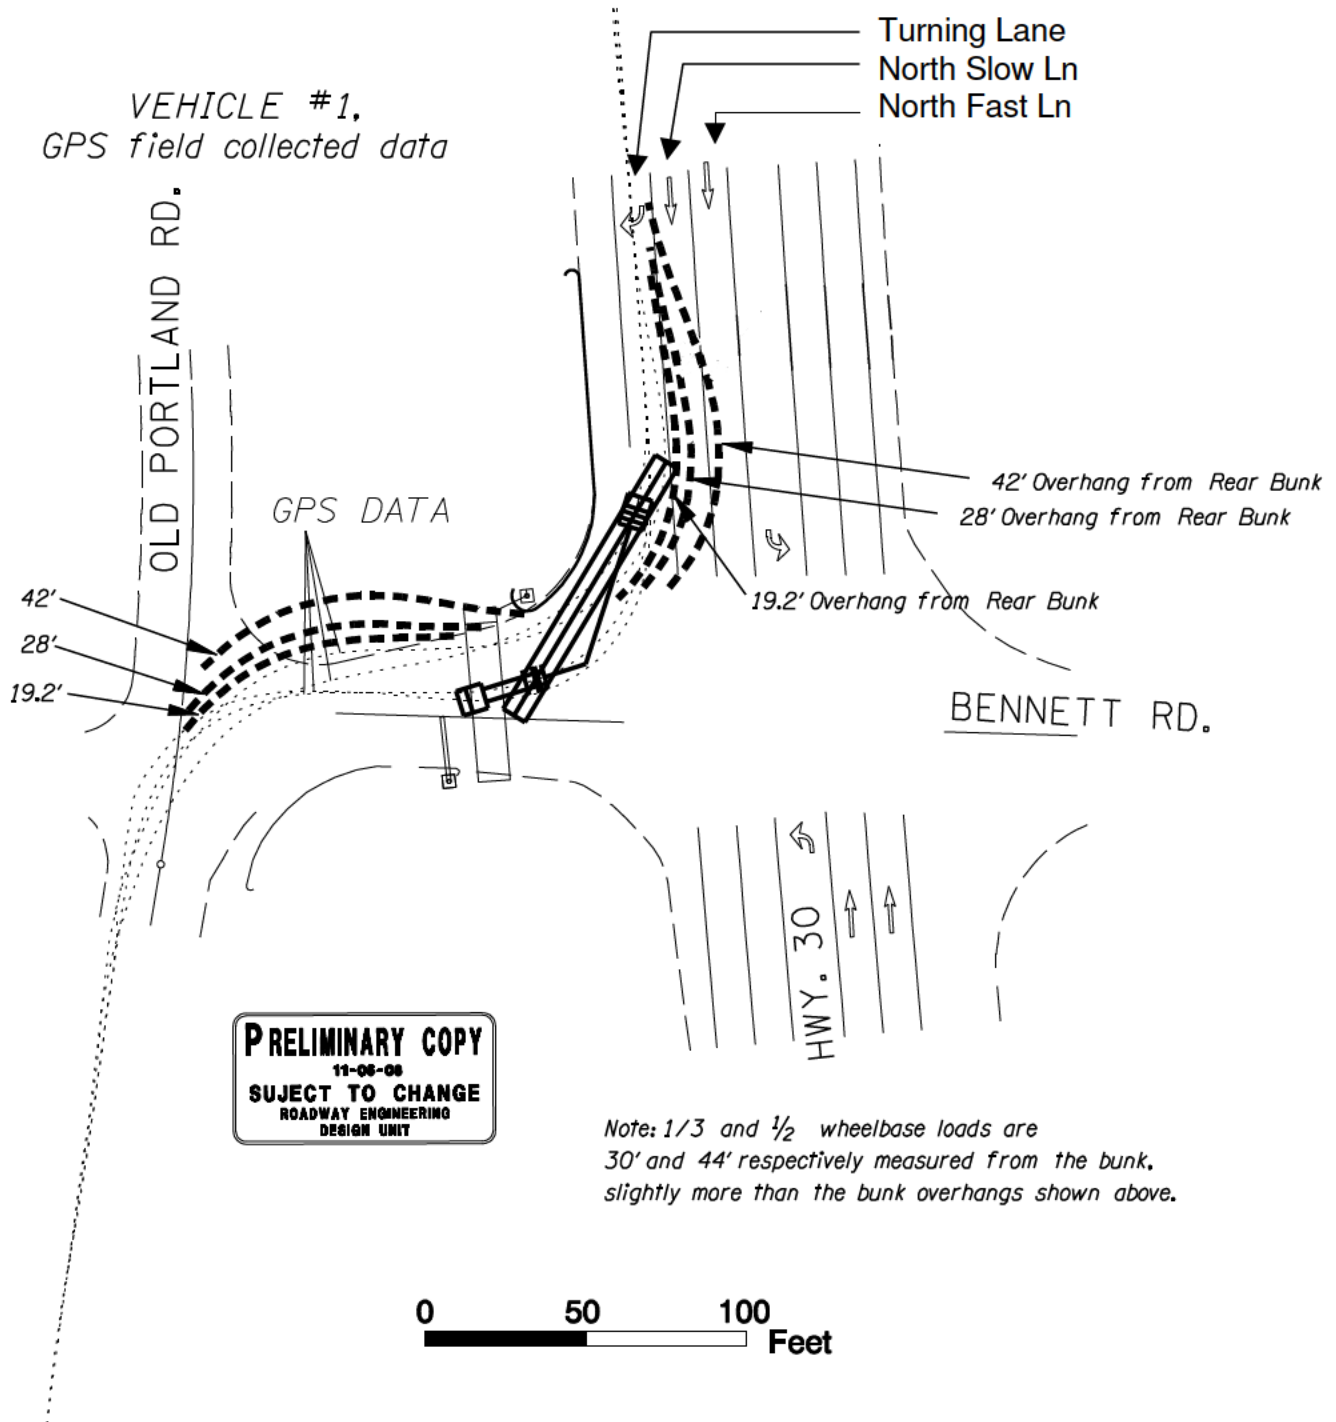 Turning Lane
North Slow Ln
North Fast Ln
VEHICLE #1.
GPS field collected data
OLD PORTLAND RD.
GPS DATA
42' Overhang from Rear Bunk
28' Overhang from Rear Bunk
19.2' Overhang from Rear Bunk
42'
28'
19.2'
BENNETT RD.
HWY. 30
PRELIMINARY COPY
11-06-08
SUJECT TO CHANGE
ROADWAY ENGINEERING
DESIGN UNIT
Note: 1/3 and 1/2 wheelbase loads are
30' and 44' respectively measured from the bunk.
slightly more than the bunk overhangs shown above.
0 50 100
Feet